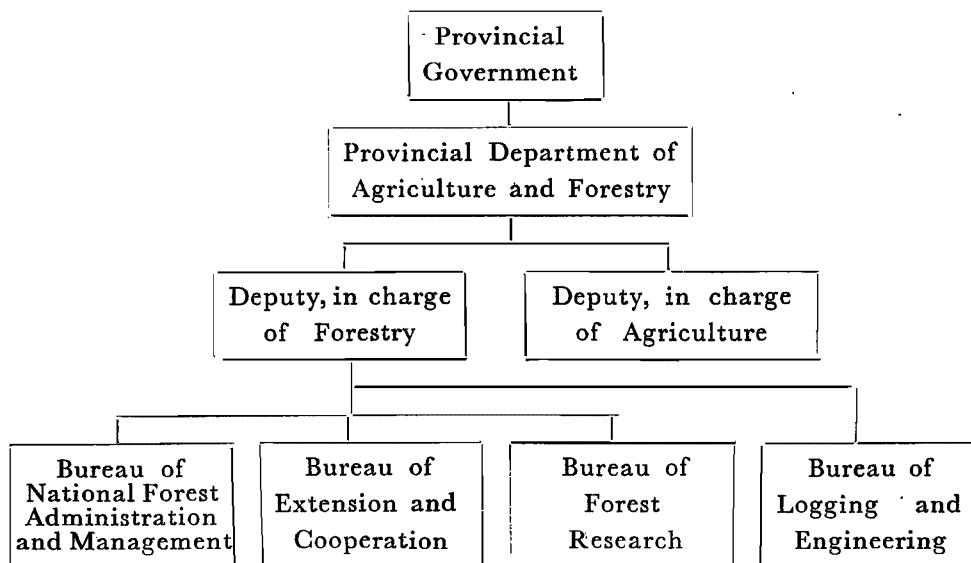 Provincial
Government
Provincial Department of
Agriculture and Forestry
Deputy, in charge
of Forestry
Deputy, in charge
of Agriculture
Bureau of
National Forest
Administration
and Management
Bureau of
Extension and
Cooperation
Bureau of
Forest
Research
Bureau of
Logging and
Engineering